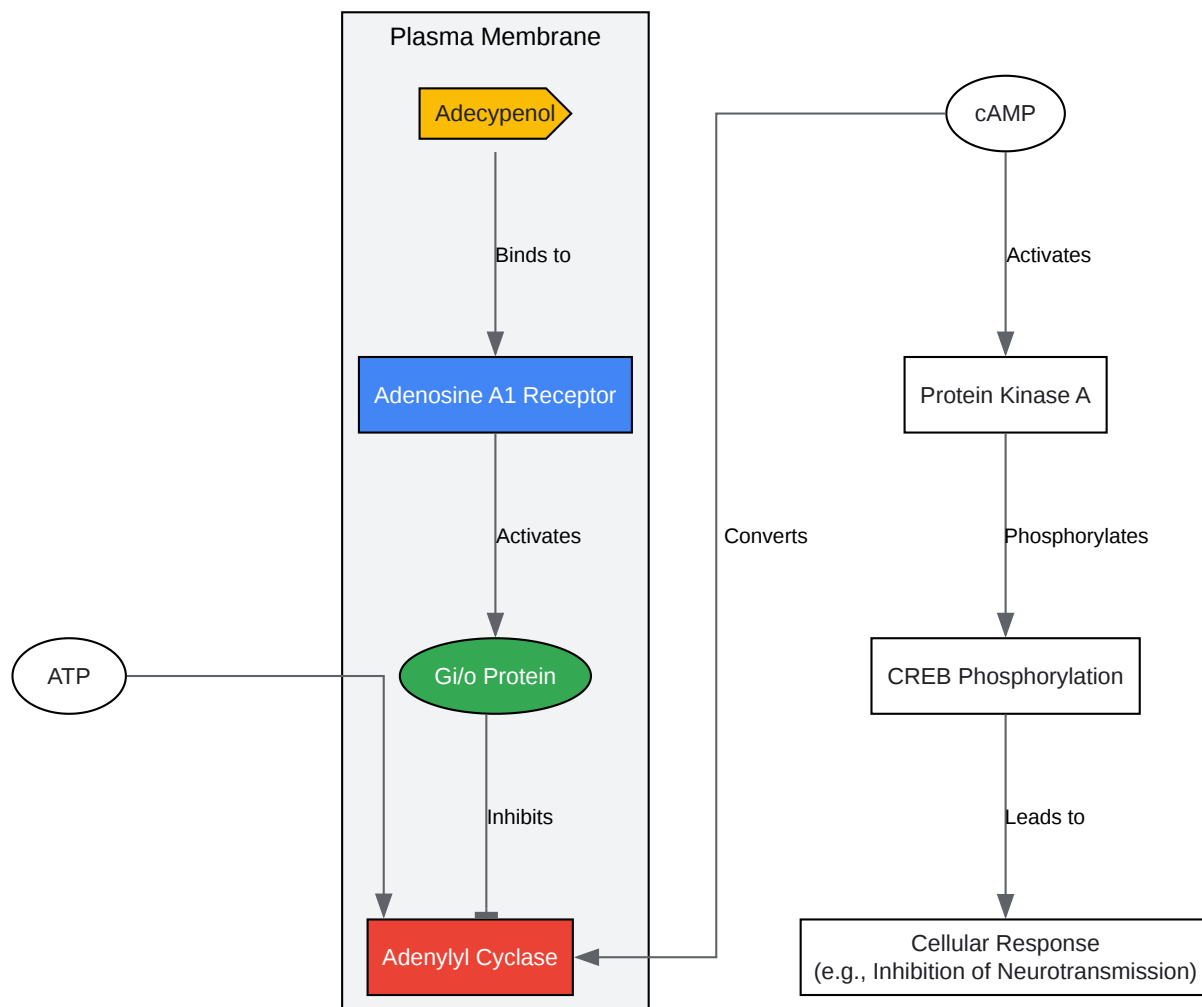 Plasma Membrane
Adecypenol
cAMP
Binds to
Activates
Adenosine A1 Receptor
Protein Kinase A
Activates
Converts
Phosphorylates
ATP
Gi/o Protein
CREB Phosphorylation
Inhibits
Leads to
Adenylyl Cyclase
Cellular Response
(e.g., Inhibition of Neurotransmission)